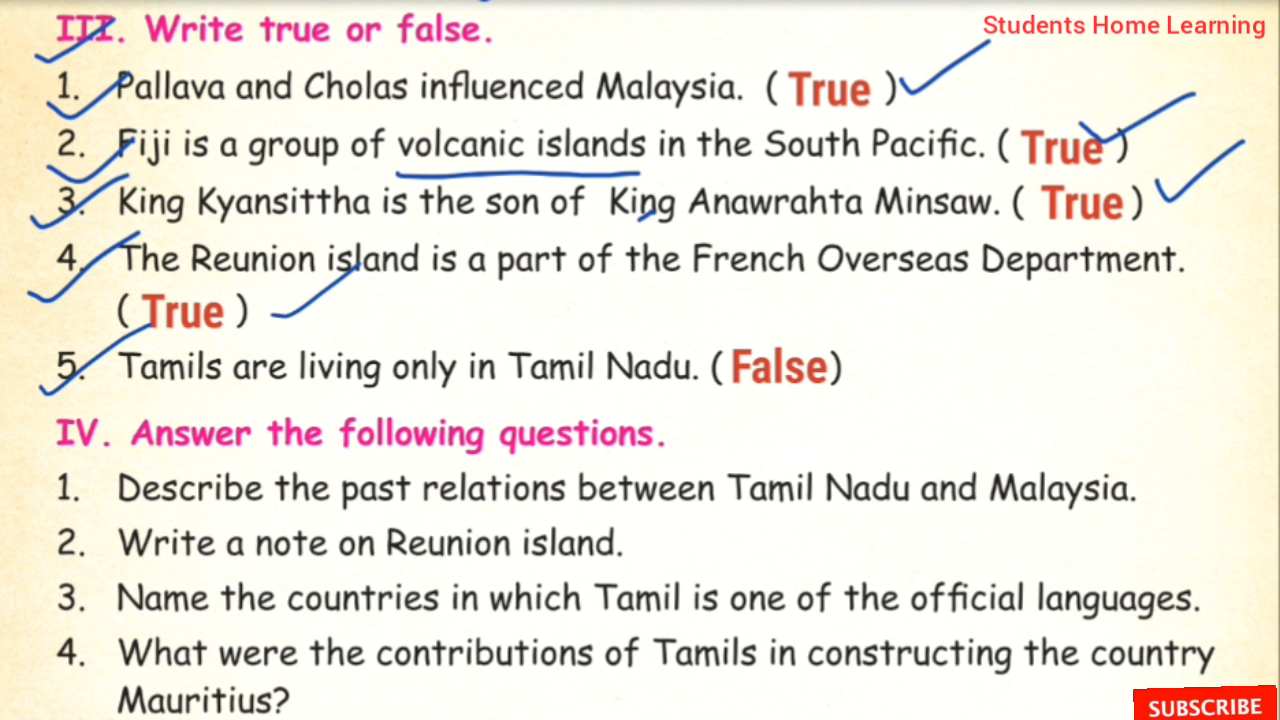 Students Home Learning
III. Write true or false.
1. Pallava and Cholas influenced Malaysia. ( True )
2. Fiji is a group of volcanic islands in the South Pacific. ( True )
3. King Kyansittha is the son of King Anawrahta Minsaw. ( True )
4. The Reunion island is a part of the French Overseas Department.
( True )
5. Tamils are living only in Tamil Nadu. ( False)
IV. Answer the following questions.
1. Describe the past relations between Tamil Nadu and Malaysia.
2. Write a note on Reunion island.
3. Name the countries in which Tamil is one of the official languages.
4. What were the contributions of Tamils in constructing the country
Mauritius?
SUBSCRIBE